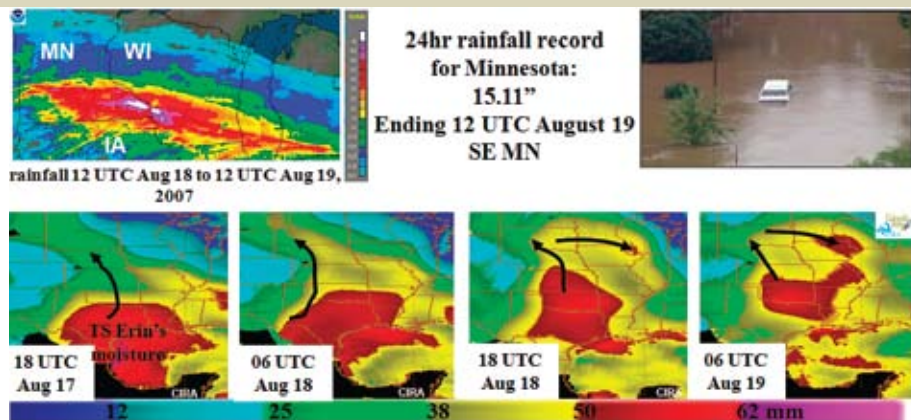 MN WI
IA
rainfall 12 UTC Aug 18 to 12 UTC Aug 19,
2007
24hr rainfall record
for Minnesota:
15.11”
Ending 12 UTC August 19
SE MN
TS Erin’s
moisture
18 UTC
Aug 17
CIRA
06 UTC
Aug 18
CIRA
18 UTC
Aug 18
CIRA
06 UTC
Aug 19
CIRA
12 25 38 50 62 mm